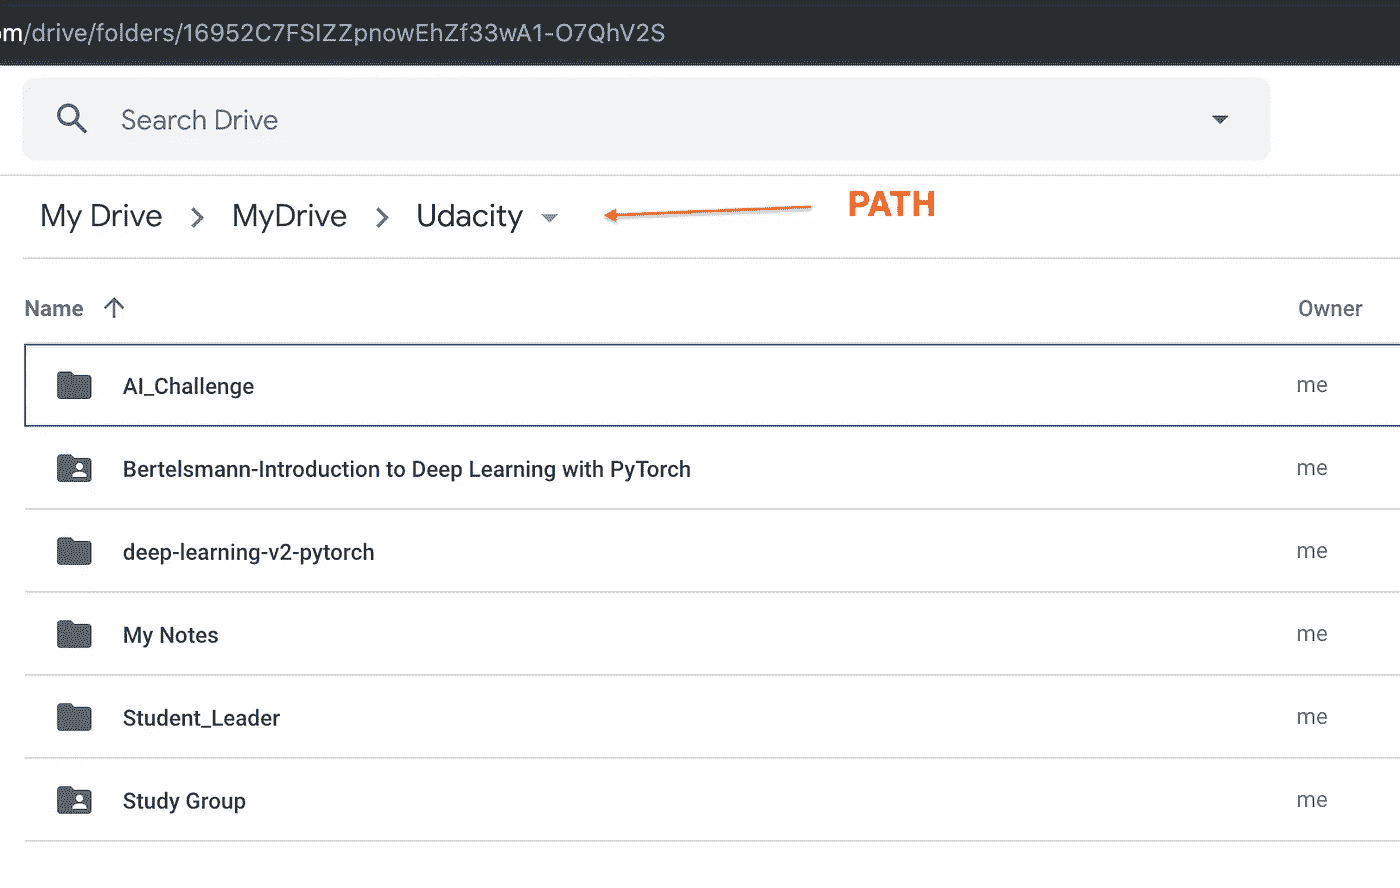 om/drive/folders/16952C7FSIZZpnowEhZf33wA1-O7QhV2S
Search Drive
My Drive > MyDrive > Udacity
PATH
Name Owner
AI_Challenge me
Bertelsmann-Introduction to Deep Learning with PyTorch me
deep-learning-v2-pytorch me
My Notes me
Student_Leader me
Study Group me